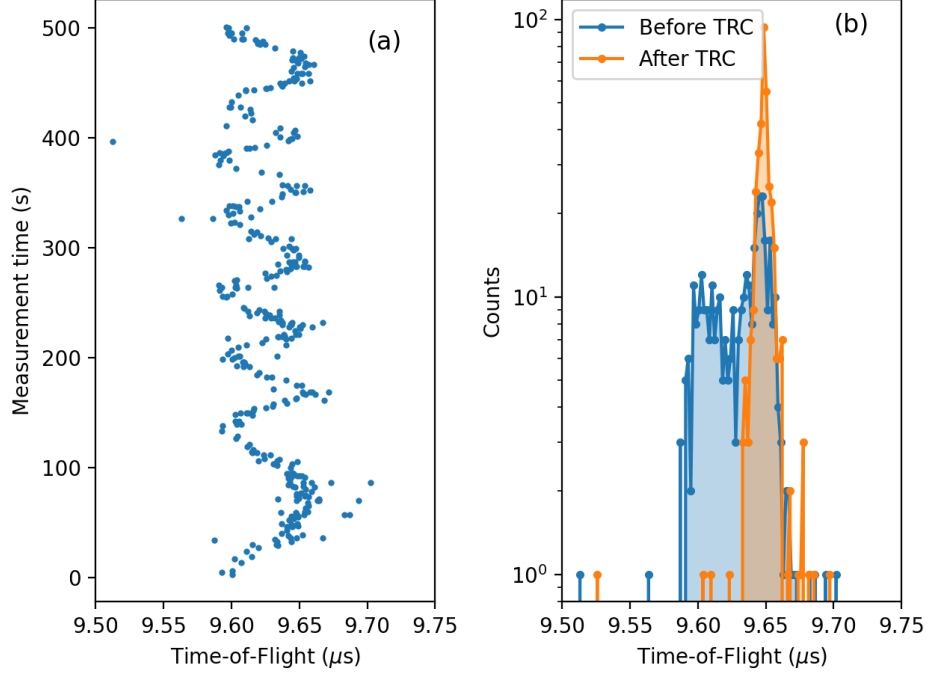 (a)
500
400
300
200
100
0
Measurement time (s)
9.50 9.55 9.60 9.65 9.70 9.75
Time-of-Flight (μs)
(b)
Before TRC
After TRC
10²
10¹
10⁰
Counts
9.50 9.55 9.60 9.65 9.70 9.75
Time-of-Flight (μs)